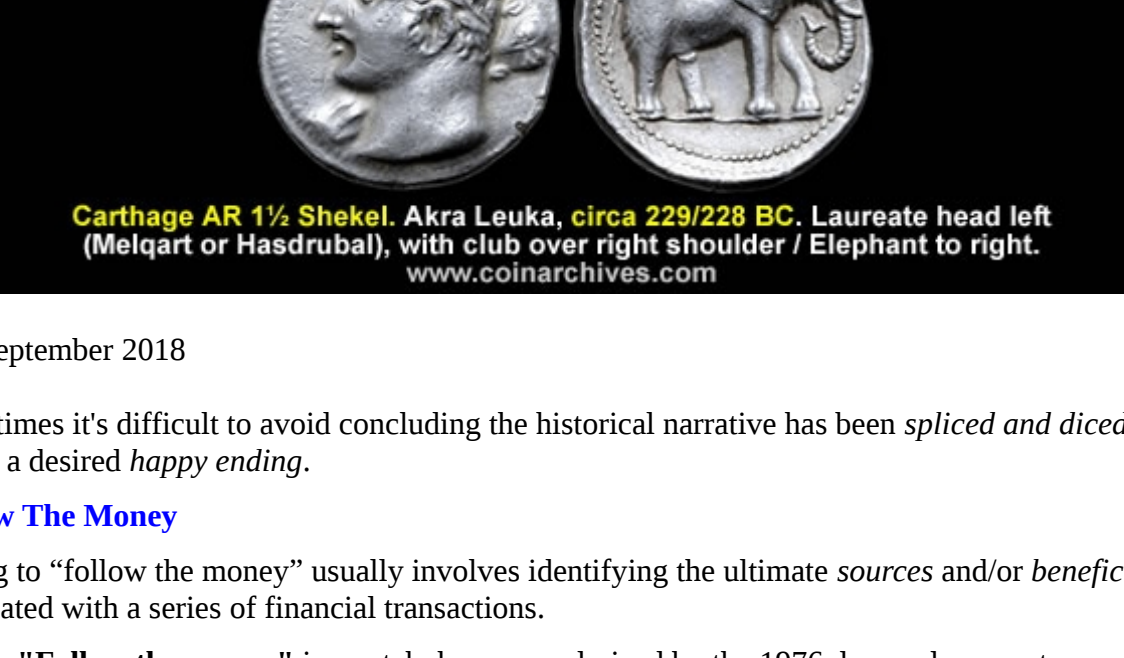 Carthage AR 1½ Shekel. Akra Leuka, circa 229/228 BC. Laureate head left
(Melqart or Hasdrubal), with club over right shoulder / Elephant to right.
www.coinarchives.com
eptember 2018
times it's difficult to avoid concluding the historical narrative has been spliced and diced
a desired happy ending.
w The Money
g to “follow the money” usually involves identifying the ultimate sources and/or benefic
ated with a series of financial transactions.